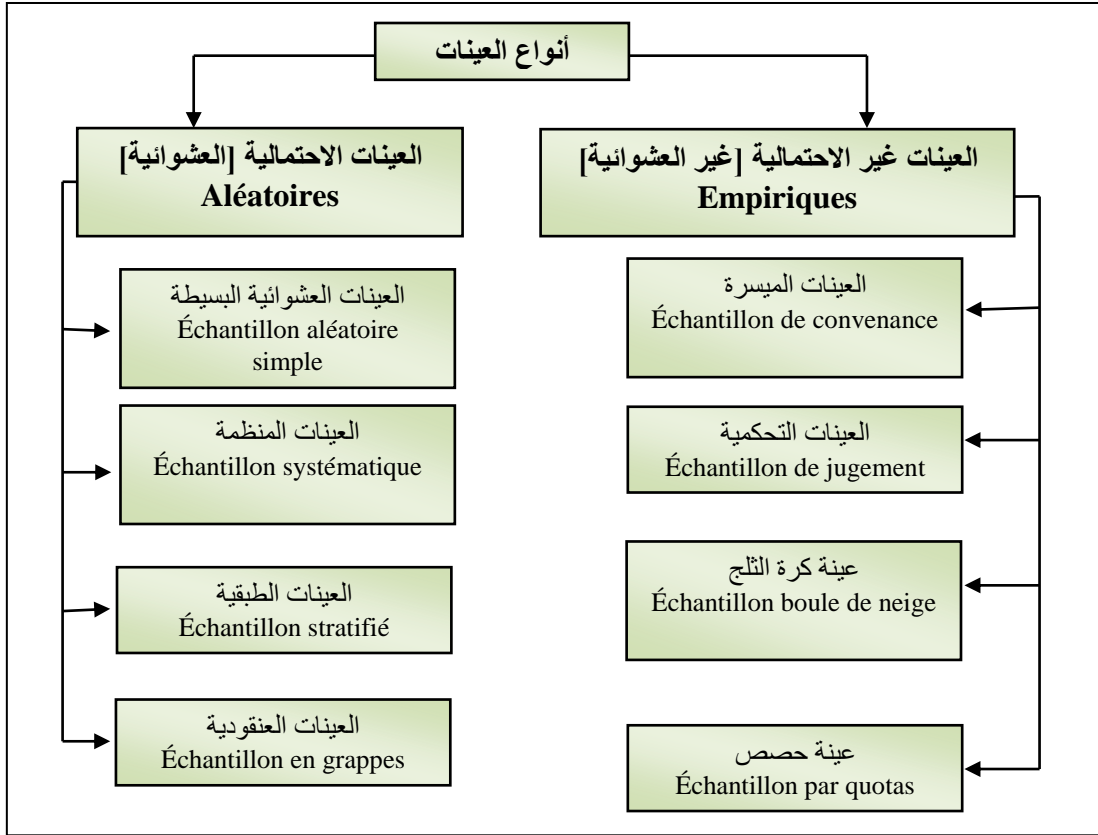 أنواع العينات
العينات الاحتمالية [العشوائية]
Aléatoires
العينات العشوائية البسيطة
Échantillon aléatoire
simple
العينات المنظمة
Échantillon systématique
العينات الطبقية
Échantillon stratifié
العينات العنقودية
Échantillon en grappes
العينات غير الاحتمالية [غير العشوائية]
Empiriques
العينات الميسرة
Échantillon de convenance
العينات التحكمية
Échantillon de jugement
عينة كرة الثلج
Échantillon boule de neige
عينة حصص
Échantillon par quotas